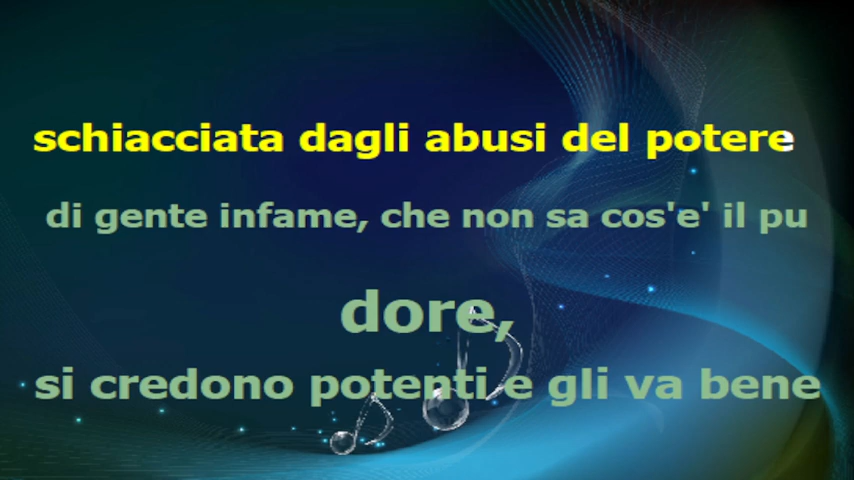 schiacciata dagli abusi del potere
di gente infame, che non sa cos'e' il pu
dore,
si credono potenti e gli va bene